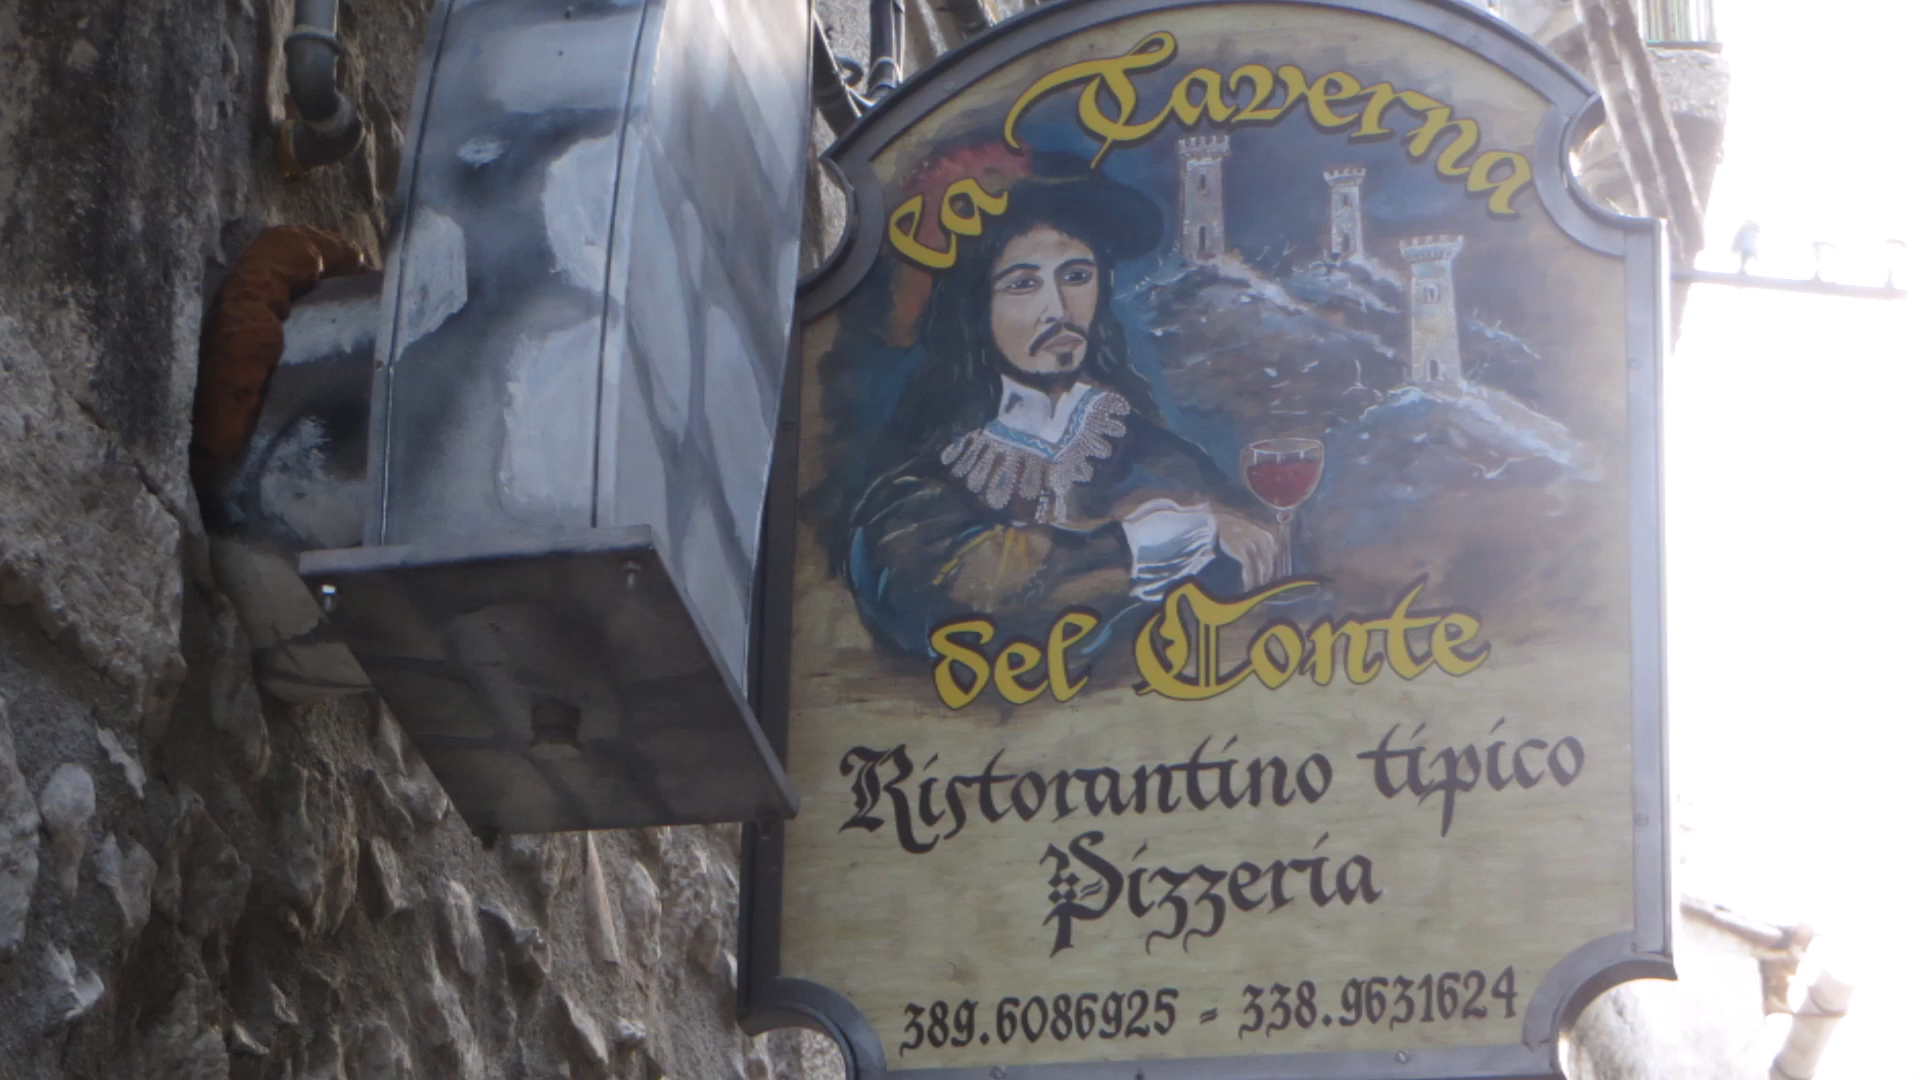 la Taverna
del Conte
Ristorantino tipico
Pizzeria
389.6086925 - 338.9631624